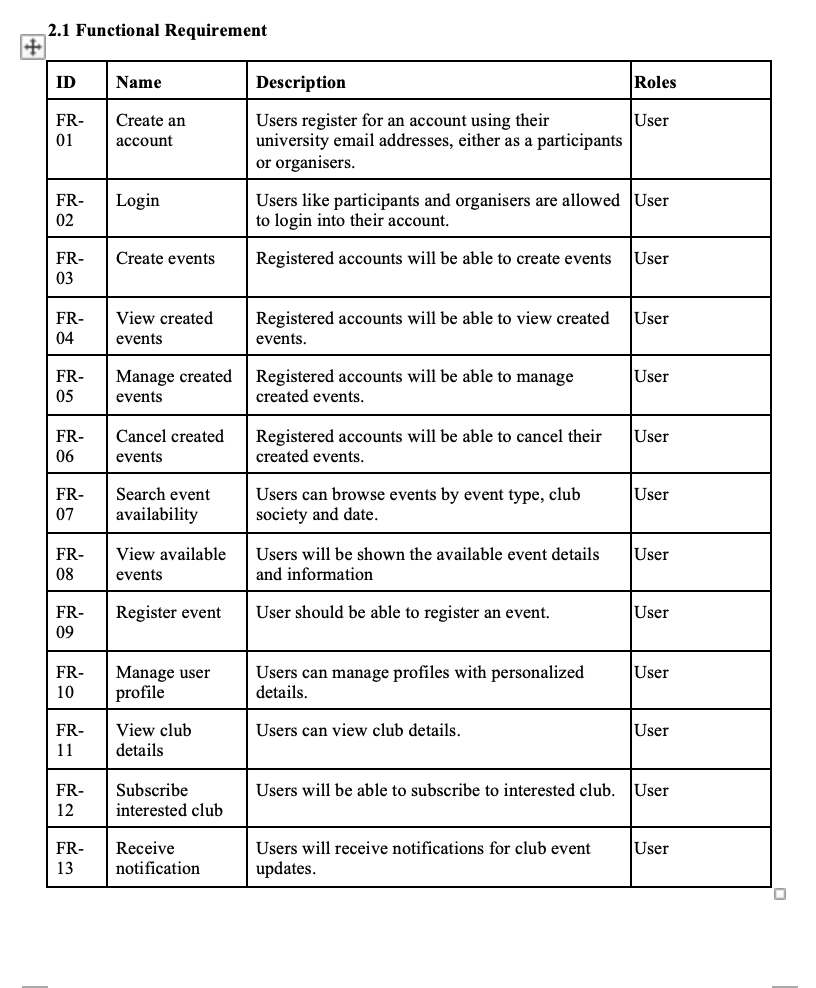 2.1 Functional Requirement
ID Name Description Roles
FR- Create an Users register for an account using their User
01 account university email addresses, either as a participants
or organisers.
FR- Login Users like participants and organisers are allowed User
02 to login into their account.
FR- Create events Registered accounts will be able to create events User
03
FR- View created Registered accounts will be able to view created User
04 events events.
FR- Manage created Registered accounts will be able to manage User
05 events created events.
FR- Cancel created Registered accounts will be able to cancel their User
06 events created events.
FR- Search event Users can browse events by event type, club User
07 availability society and date.
FR- View available Users will be shown the available event details User
08 events and information
FR- Register event User should be able to register an event. User
09
FR- Manage user Users can manage profiles with personalized User
10 profile details.
FR- View club Users can view club details. User
11 details
FR- Subscribe Users will be able to subscribe to interested club. User
12 interested club
FR- Receive Users will receive notifications for club event User
13 notification updates.